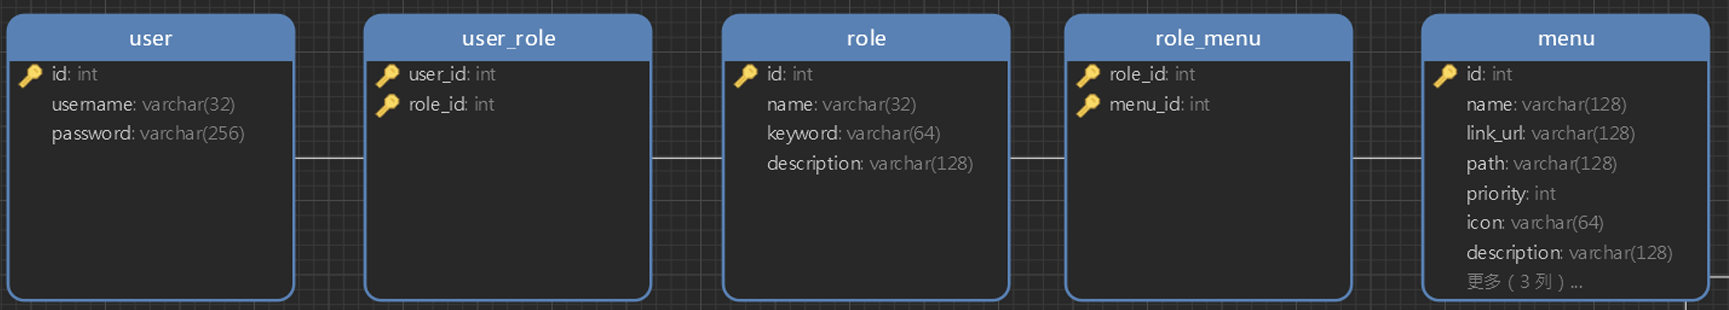 user
id: int
username: varchar(32)
password: varchar(256)
user_role
user_id: int
role_id: int
role
id: int
name: varchar(32)
keyword: varchar(64)
description: varchar(128)
role_menu
role_id: int
menu_id: int
menu
id: int
name: varchar(128)
link_url: varchar(128)
path: varchar(128)
priority: int
icon: varchar(64)
description: varchar(128)
更多（3 列）...